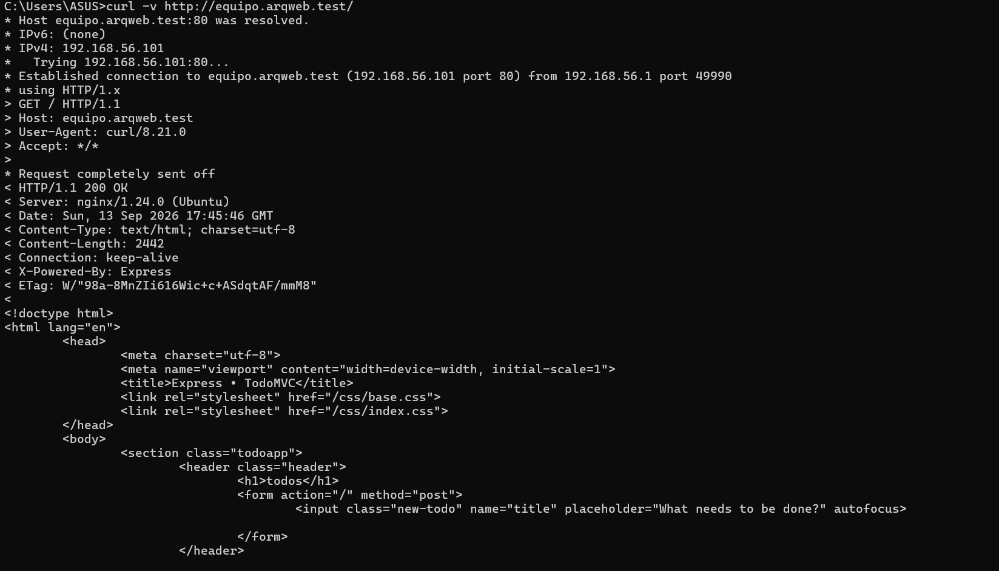 C:\Users\ASUS>curl -v http://equipo.arqweb.test/
* Host equipo.arqweb.test:80 was resolved.
* IPv6: (none)
* IPv4: 192.168.56.101
*   Trying 192.168.56.101:80...
* Established connection to equipo.arqweb.test (192.168.56.101 port 80) from 192.168.56.1 port 49990
* using HTTP/1.x
> GET / HTTP/1.1
> Host: equipo.arqweb.test
> User-Agent: curl/8.21.0
> Accept: */*
>
* Request completely sent off
< HTTP/1.1 200 OK
< Server: nginx/1.24.0 (Ubuntu)
< Date: Sun, 13 Sep 2026 17:45:46 GMT
< Content-Type: text/html; charset=utf-8
< Content-Length: 2442
< Connection: keep-alive
< X-Powered-By: Express
< ETag: W/"98a-8MnZIi616Wic+c+ASdqtAF/mmM8"
<
<!doctype html>
<html lang="en">
        <head>
                <meta charset="utf-8">
                <meta name="viewport" content="width=device-width, initial-scale=1">
                <title>Express • TodoMVC</title>
                <link rel="stylesheet" href="/css/base.css">
                <link rel="stylesheet" href="/css/index.css">
        </head>
        <body>
                <section class="todoapp">
                        <header class="header">
                                <h1>todos</h1>
                                <form action="/" method="post">
                                        <input class="new-todo" name="title" placeholder="What needs to be done?" autofocus>
                                </form>
                        </header>